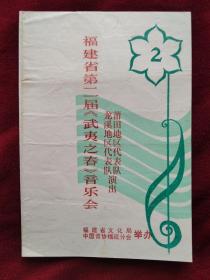 2
福建省第二届《武夷之春》音乐会
莆田地区代表队
龙溪地区代表队演出
福建省文化局
中国音协福建分会
举办